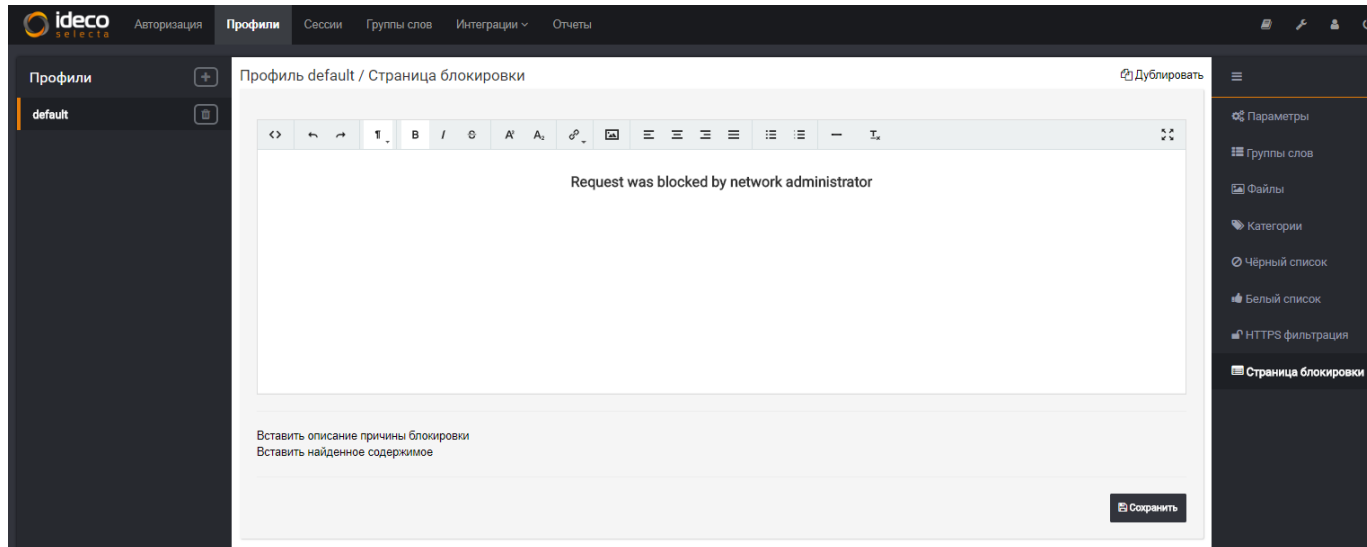 ideco
selecta
Авторизация
Профили
Сессии
Группы слов
Интеграции
Отчеты
Профили
default
Профиль default / Страница блокировки
Дублировать
Request was blocked by network administrator
Вставить описание причины блокировки
Вставить найденное содержимое
Сохранить
Параметры
Группы слов
Файлы
Категории
Чёрный список
Белый список
HTTPS фильтрация
Страница блокировки